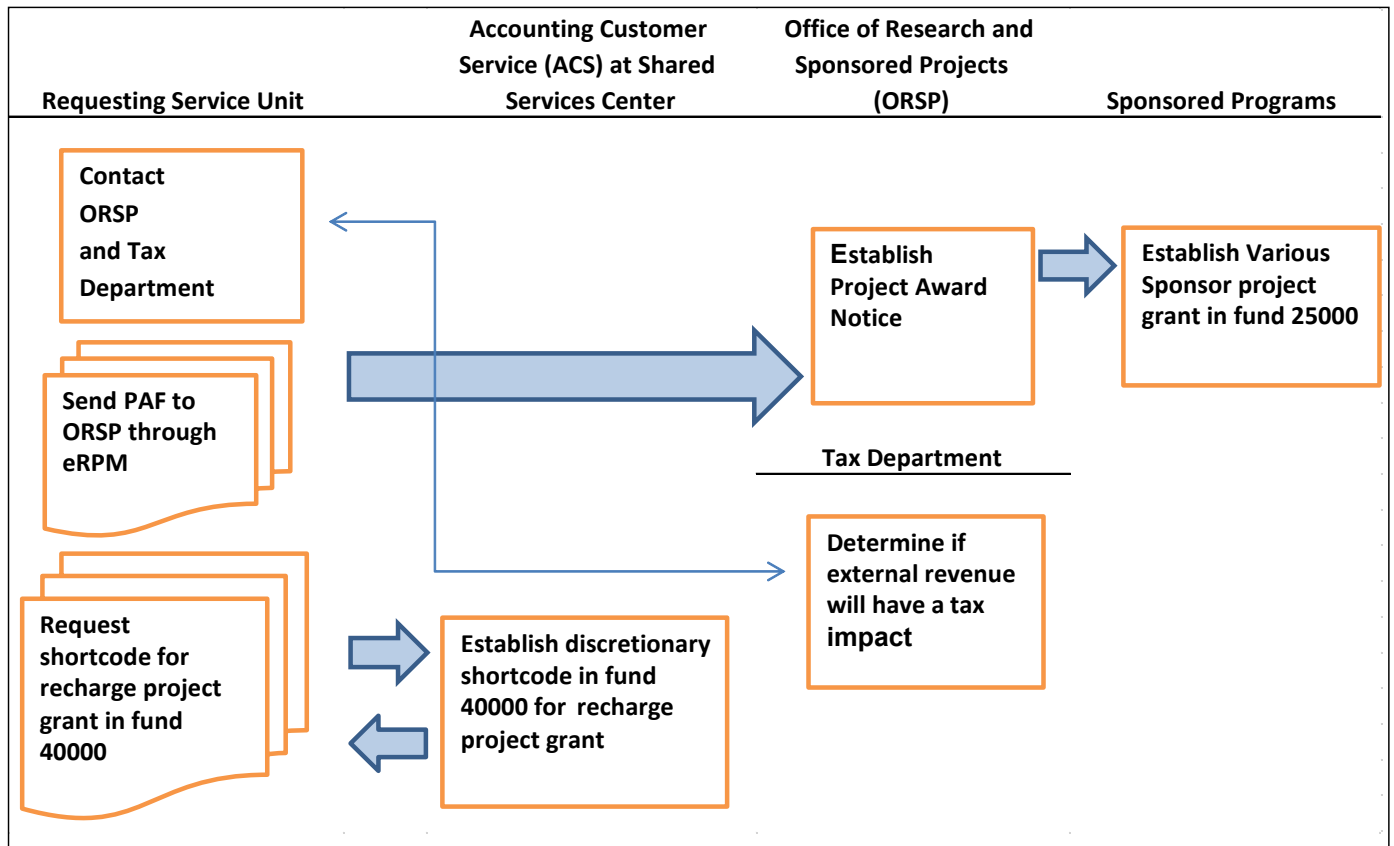 Requesting Service Unit
Accounting Customer
Service (ACS) at Shared
Services Center
Office of Research and
Sponsored Projects
(ORSP)
Sponsored Programs
Contact
ORSP
and Tax
Department
Establish
Project Award
Notice
Establish Various
Sponsor project
grant in fund 25000
Send PAF to
ORSP through
eRPM
Tax Department
Determine if
external revenue
will have a tax
impact
Request
shortcode for
recharge project
grant in fund
40000
Establish discretionary
shortcode in fund
40000 for recharge
project grant